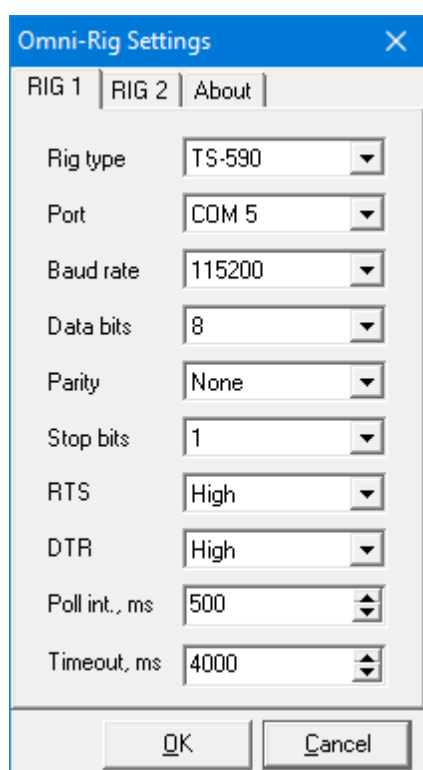 Omni-Rig Settings
RIG 1 RIG 2 About
Rig type TS-590
Port COM 5
Baud rate 115200
Data bits 8
Parity None
Stop bits 1
RTS High
DTR High
Poll int., ms 500
Timeout, ms 4000
OK Cancel